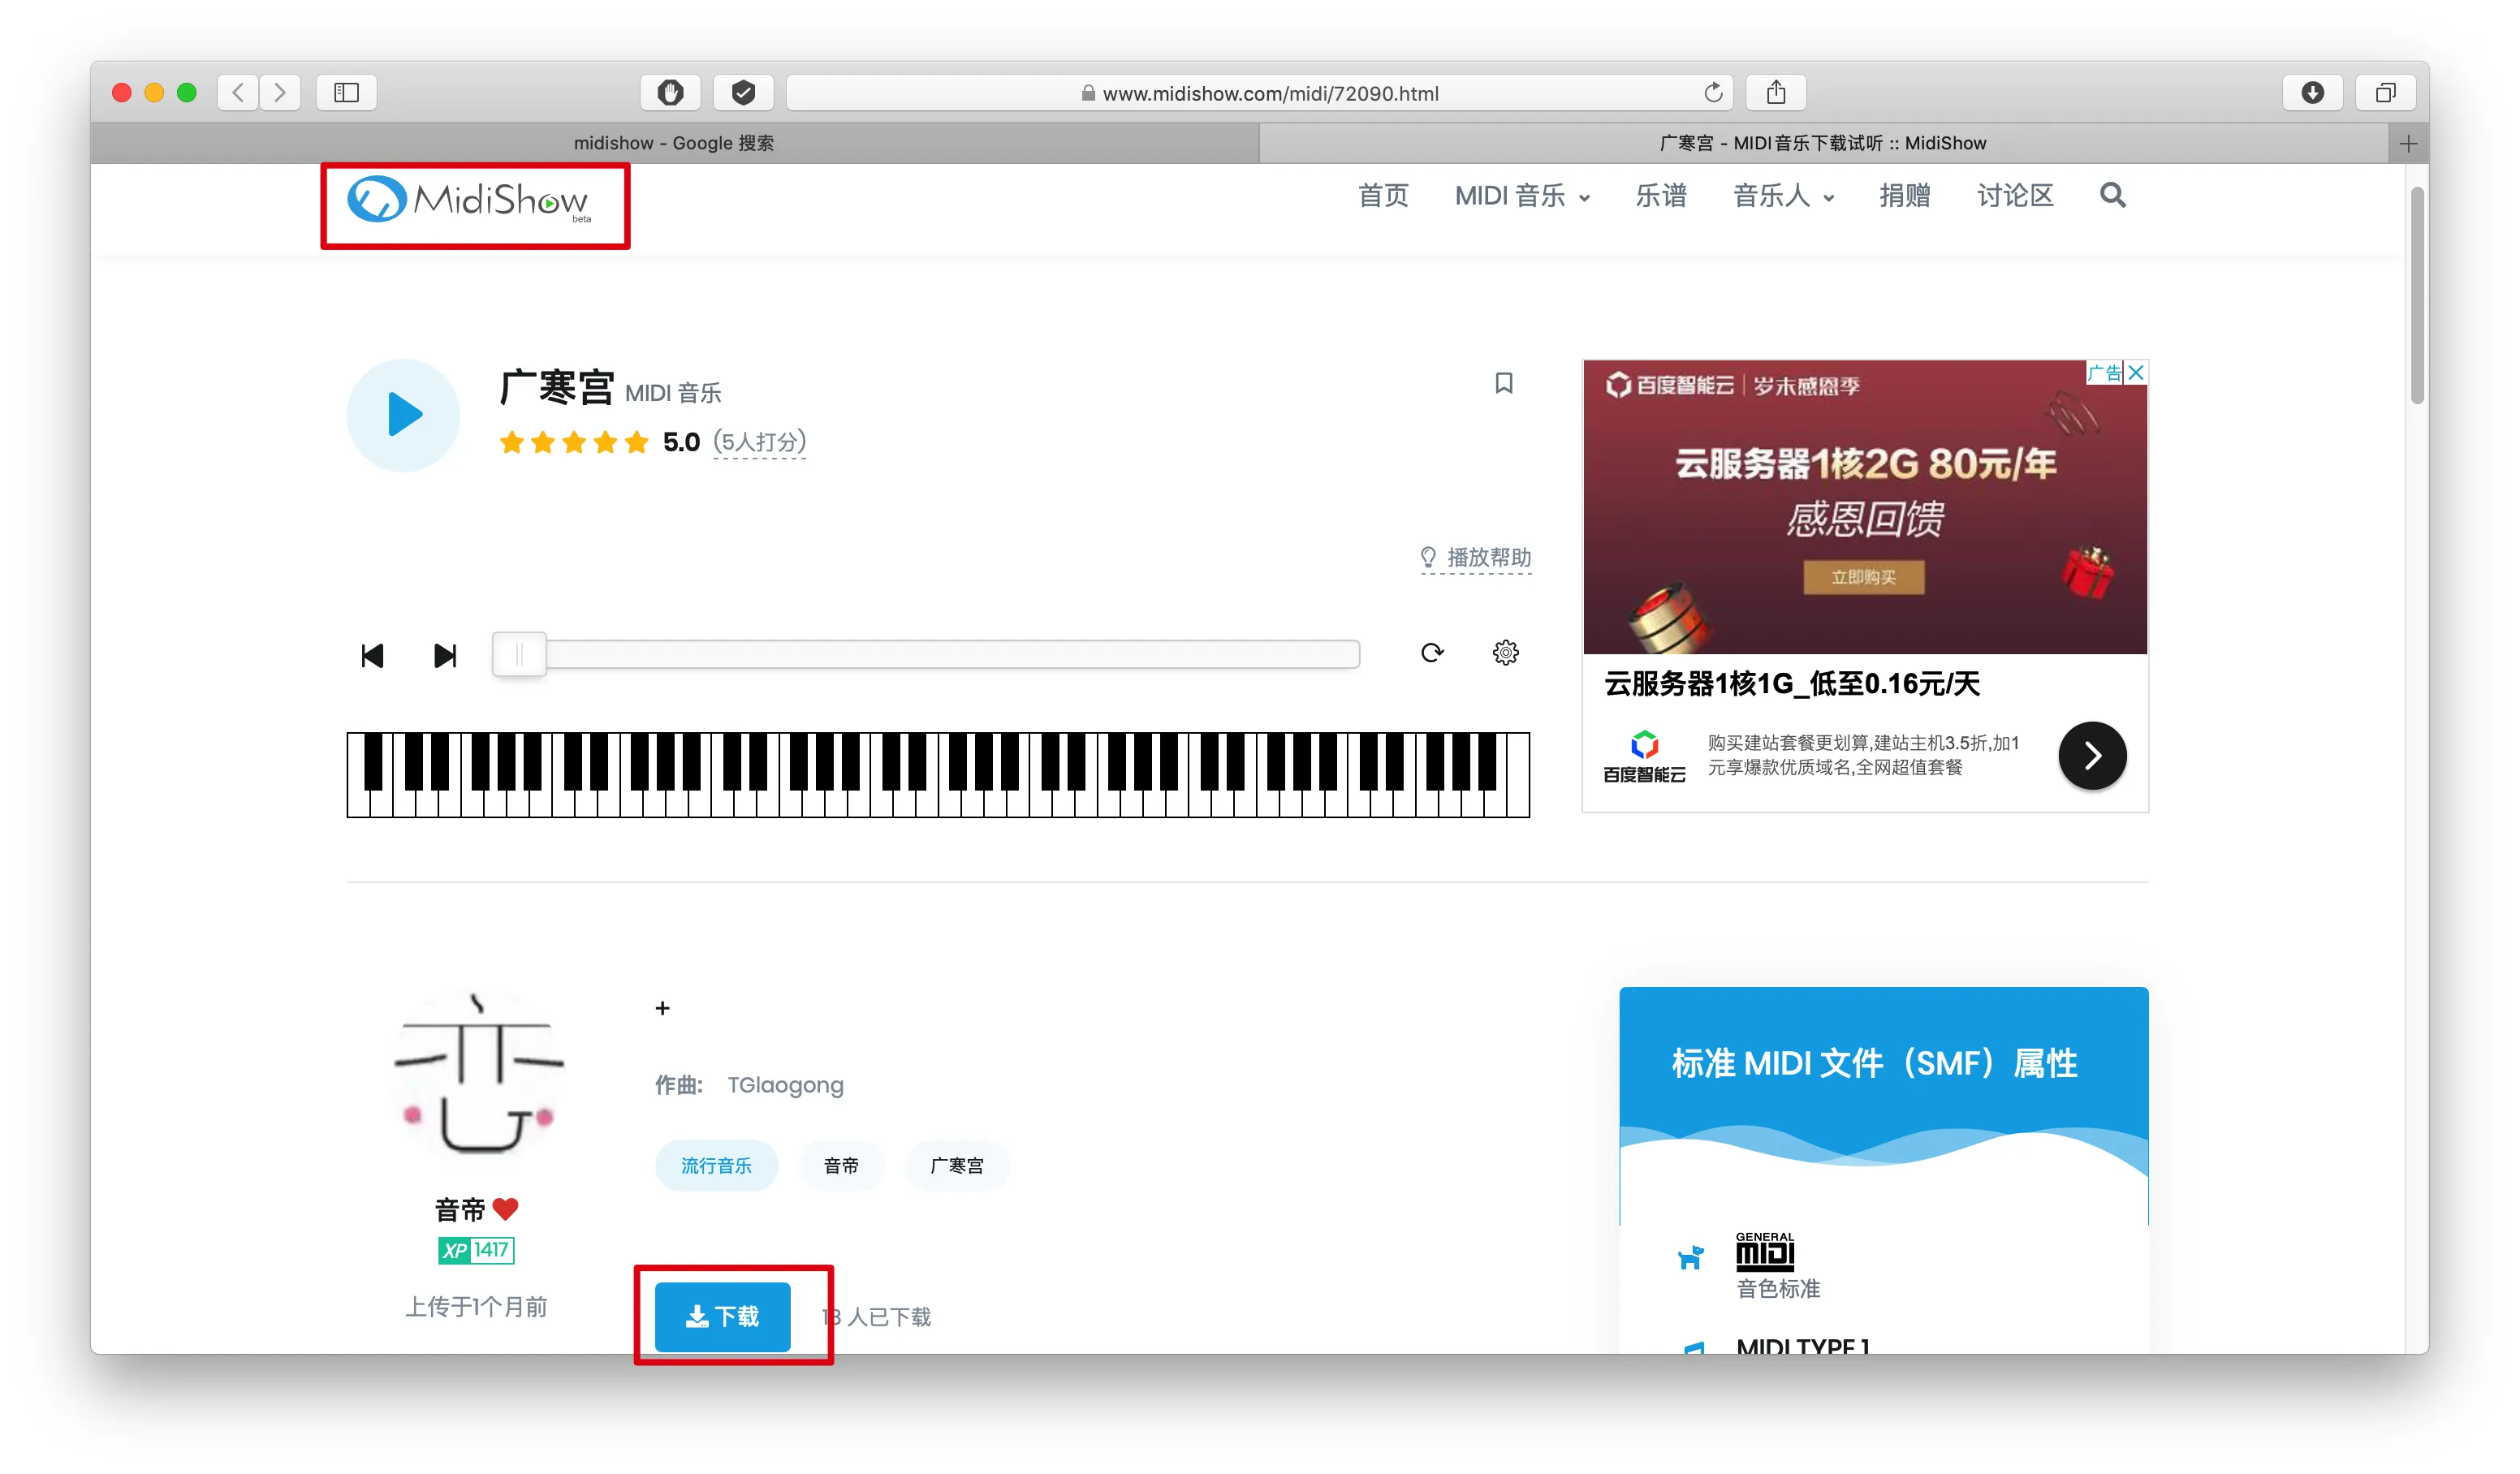 www.midishow.com/midi/72090.html
midishow - Google 搜索
广寒宫 - MIDI音乐下载试听 :: MidiShow
MidiShow
beta
首页 MIDI 音乐 乐谱 音乐人 捐赠 讨论区
广寒宫 MIDI 音乐
5.0 (5人打分)
播放帮助
广告
百度智能云 | 岁末感恩季
云服务器1核2G 80元/年
感恩回馈
立即购买
云服务器1核1G_低至0.16元/天
百度智能云
购买建站套餐更划算,建站主机3.5折,加1
元享爆款优质域名,全网超值套餐
+
作曲: TGlaogong
流行音乐 音帝 广寒宫
音帝
XP 1417
上传于1个月前
下载
人已下载
标准 MIDI 文件（SMF）属性
GENERAL
MIDI
音色标准
MIDI TYPE 1